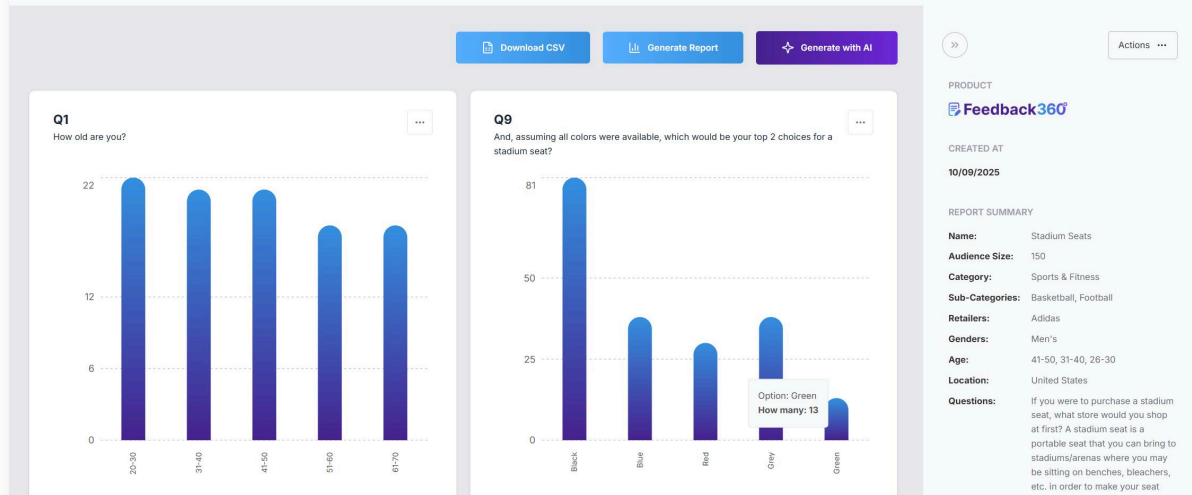 Download CSV
Generate Report
Generate with AI
Q1
How old are you?
22
12
6
0
20-30
31-40
41-50
51-60
61-70
Q9
And, assuming all colors were available, which would be your top 2 choices for a
stadium seat?
81
50
25
0
Option: Green
How many: 13
Black
Blue
Red
Grey
Green
Actions
PRODUCT
Feedback360
CREATED AT
10/09/2025
REPORT SUMMARY
Name: Stadium Seats
Audience Size: 150
Category: Sports & Fitness
Sub-Categories: Basketball, Football
Retailers: Adidas
Genders: Men's
Age: 41-50, 31-40, 26-30
Location: United States
Questions: If you were to purchase a stadium
seat, what store would you shop
at first? A stadium seat is a
portable seat that you can bring to
stadiums/arenas where you may
be sitting on benches, bleachers,
etc. in order to make your seat